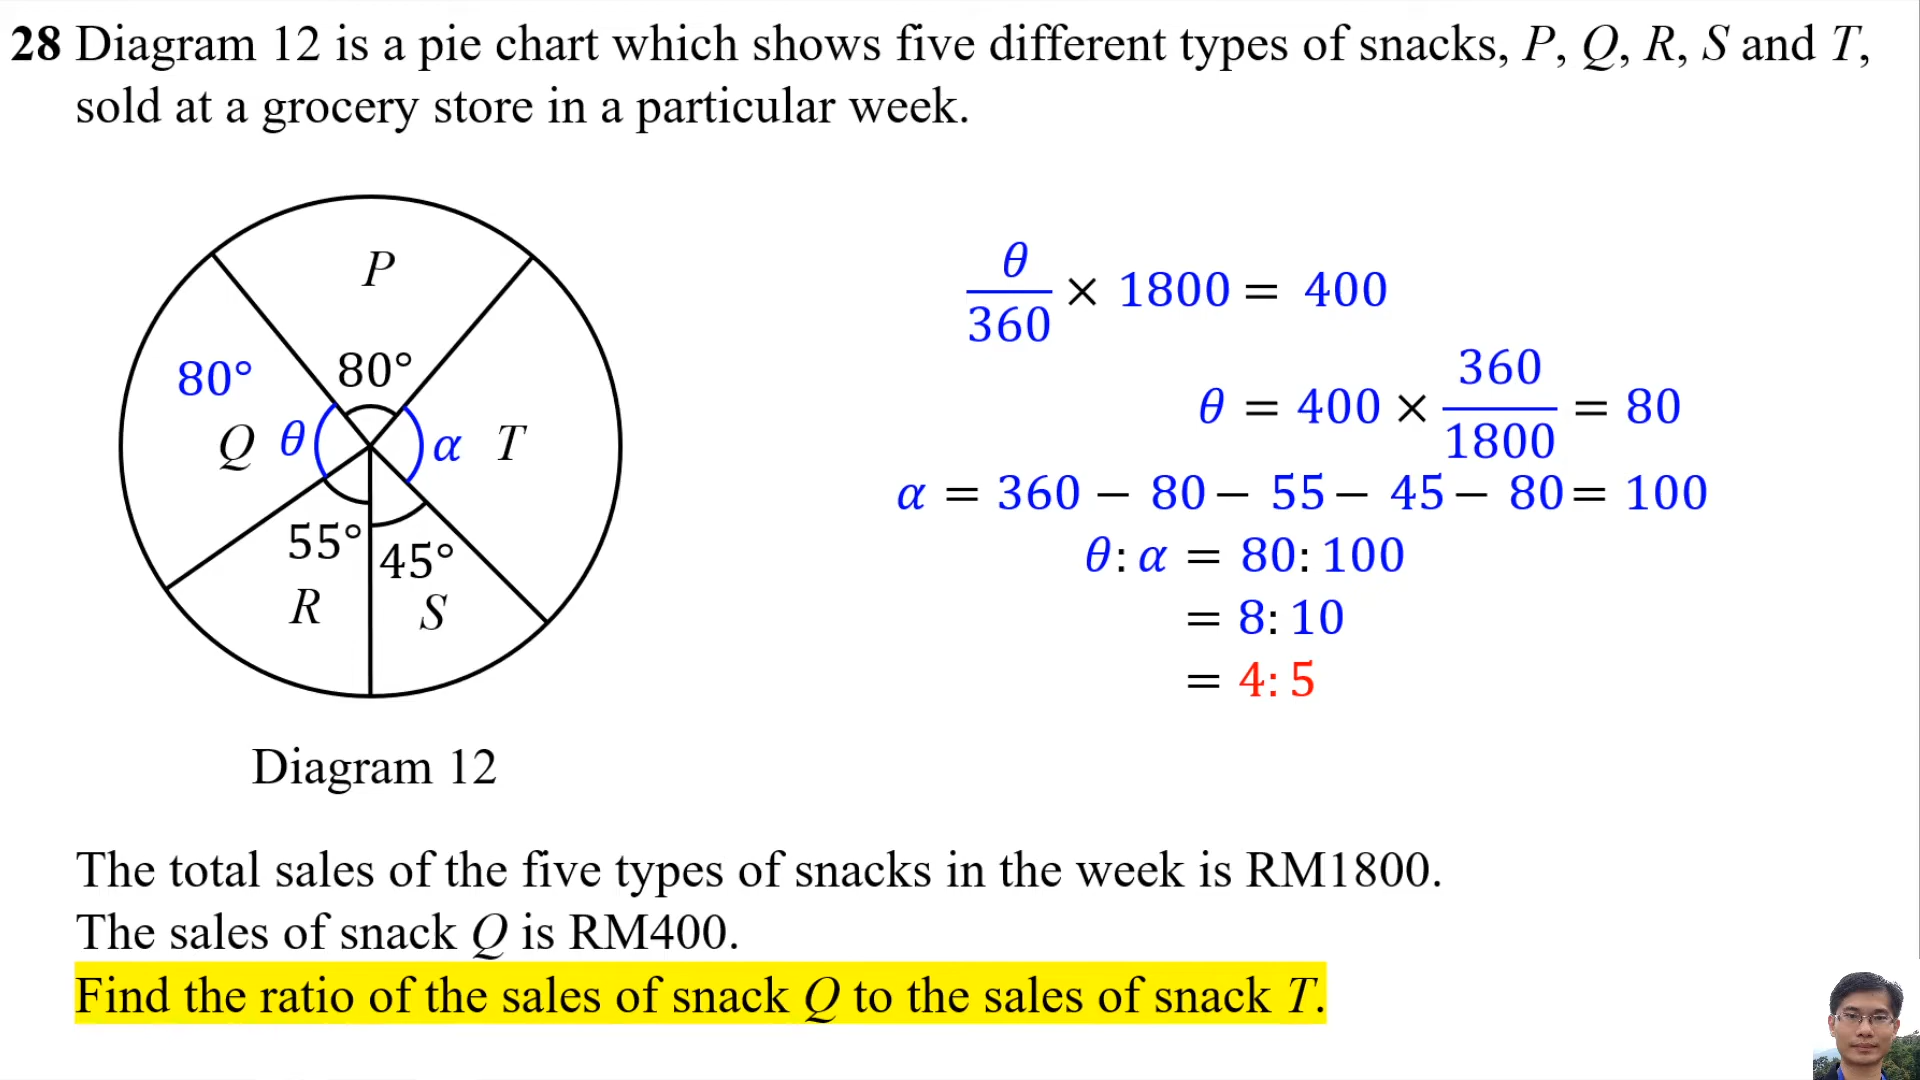 28 Diagram 12 is a pie chart which shows five different types of snacks, P, Q, R, S and T,
sold at a grocery store in a particular week.
P
80°
80°
Q θ
α T
55°
45°
R
S
Diagram 12
θ/360 × 1800 = 400
θ = 400 × 360/1800 = 80
α = 360 − 80 − 55 − 45 − 80 = 100
θ: α = 80: 100
= 8: 10
= 4: 5
The total sales of the five types of snacks in the week is RM1800.
The sales of snack Q is RM400.
Find the ratio of the sales of snack Q to the sales of snack T.